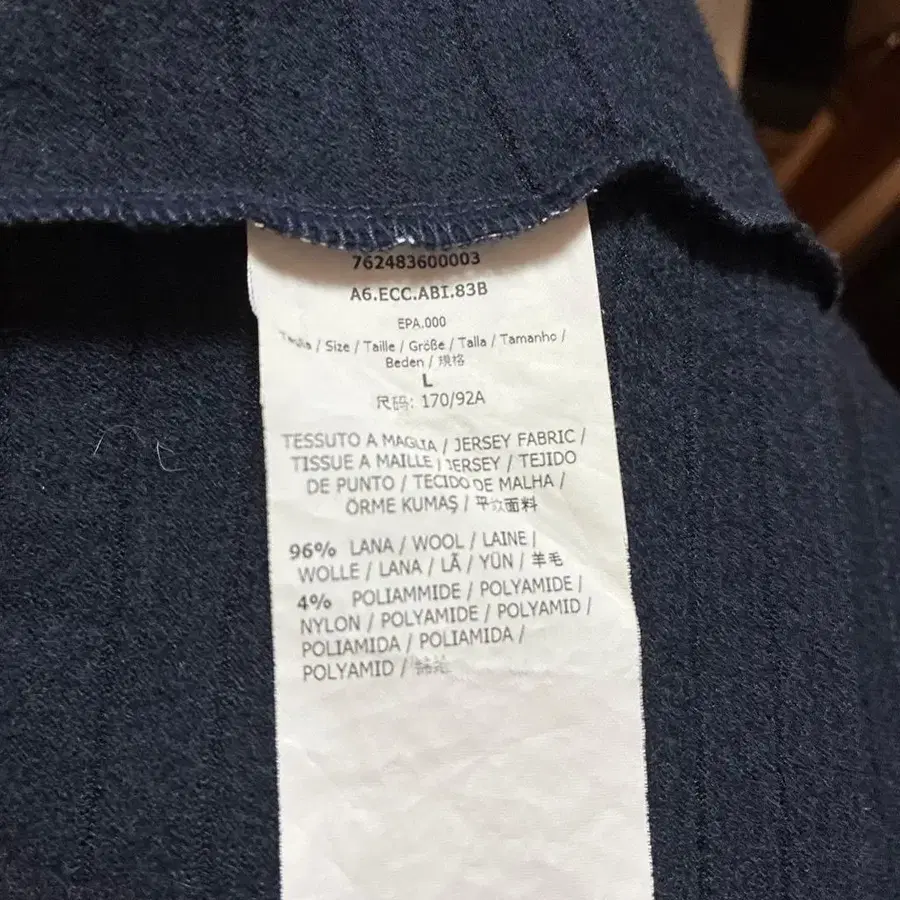 762483600003
A6.ECC.ABI.83B
EPA.000
Taglia / Size / Taille / Größe / Talla / Tamanho /
Beden / 規格
L
尺码: 170/92A
TESSUTO A MAGLIA / JERSEY FABRIC /
TISSUE A MAILLE / JERSEY / TEJIDO
DE PUNTO / TECIDO DE MALHA /
ÖRME KUMAŞ / 平纹面料
96% LANA / WOOL / LAINE /
WOLLE / LANA / LÃ / YÜN / 羊毛
4% POLIAMMIDE / POLYAMIDE /
NYLON / POLYAMIDE / POLYAMID /
POLIAMIDA / POLIAMIDA /
POLYAMID /